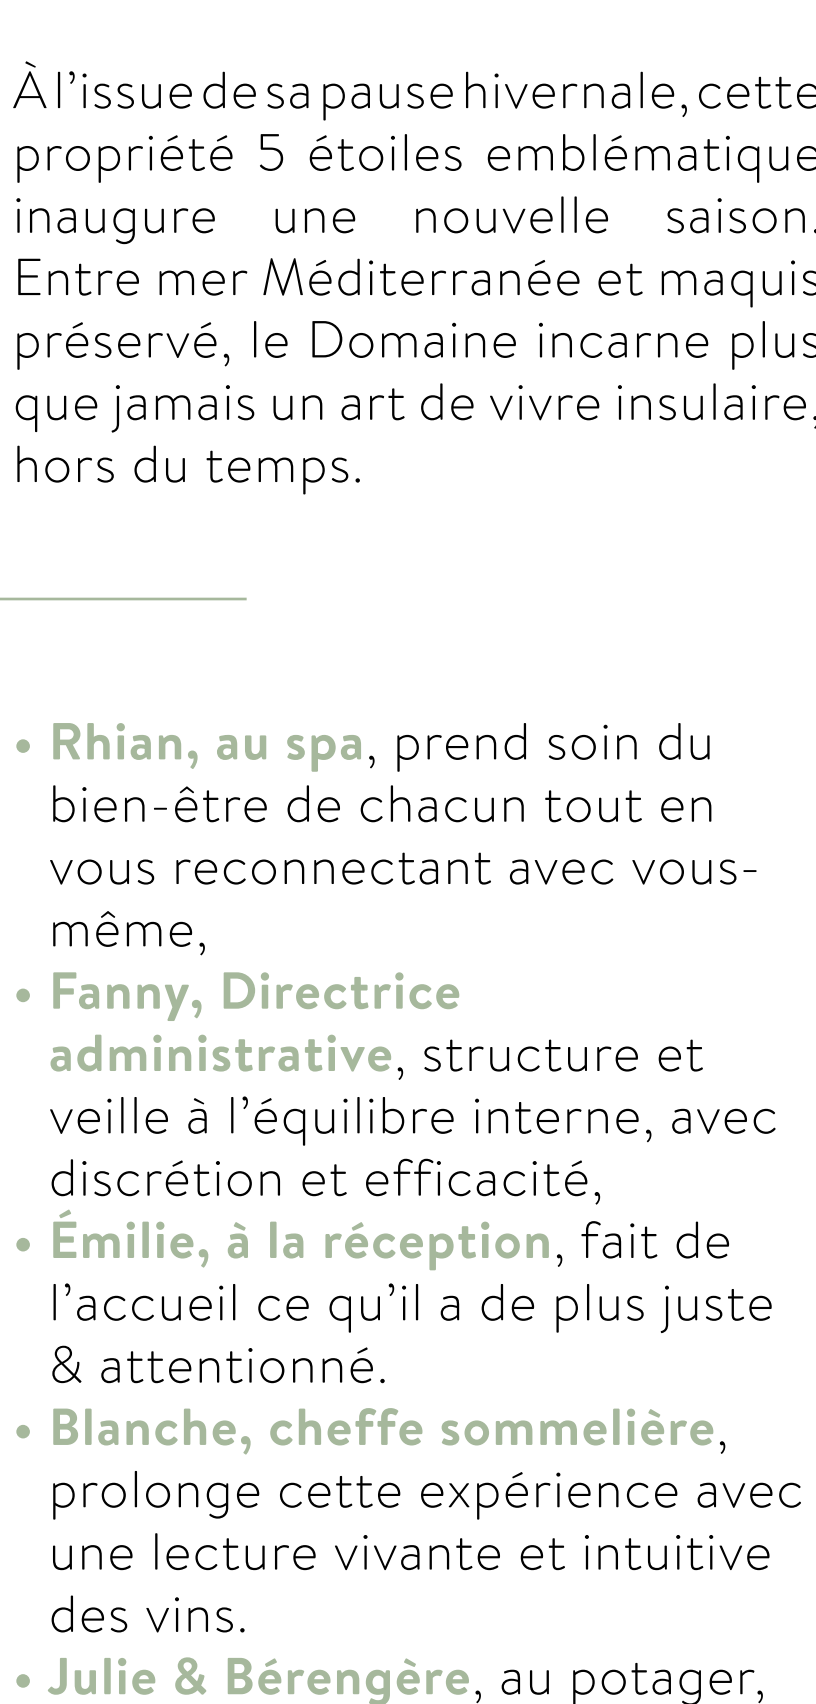 À l’issue de sa pause hivernale, cette
propriété 5 étoiles emblématique
inaugure une nouvelle saison.
Entre mer Méditerranée et maquis
préservé, le Domaine incarne plus
que jamais un art de vivre insulaire,
hors du temps.
• Rhian, au spa, prend soin du
bien-être de chacun tout en
vous reconnectant avec vous-
même,
• Fanny, Directrice
administrative, structure et
veille à l’équilibre interne, avec
discrétion et efficacité,
• Émilie, à la réception, fait de
l’accueil ce qu’il a de plus juste
& attentionné.
• Blanche, cheffe sommelière,
prolonge cette expérience avec
une lecture vivante et intuitive
des vins.
• Julie & Bérengère, au potager,